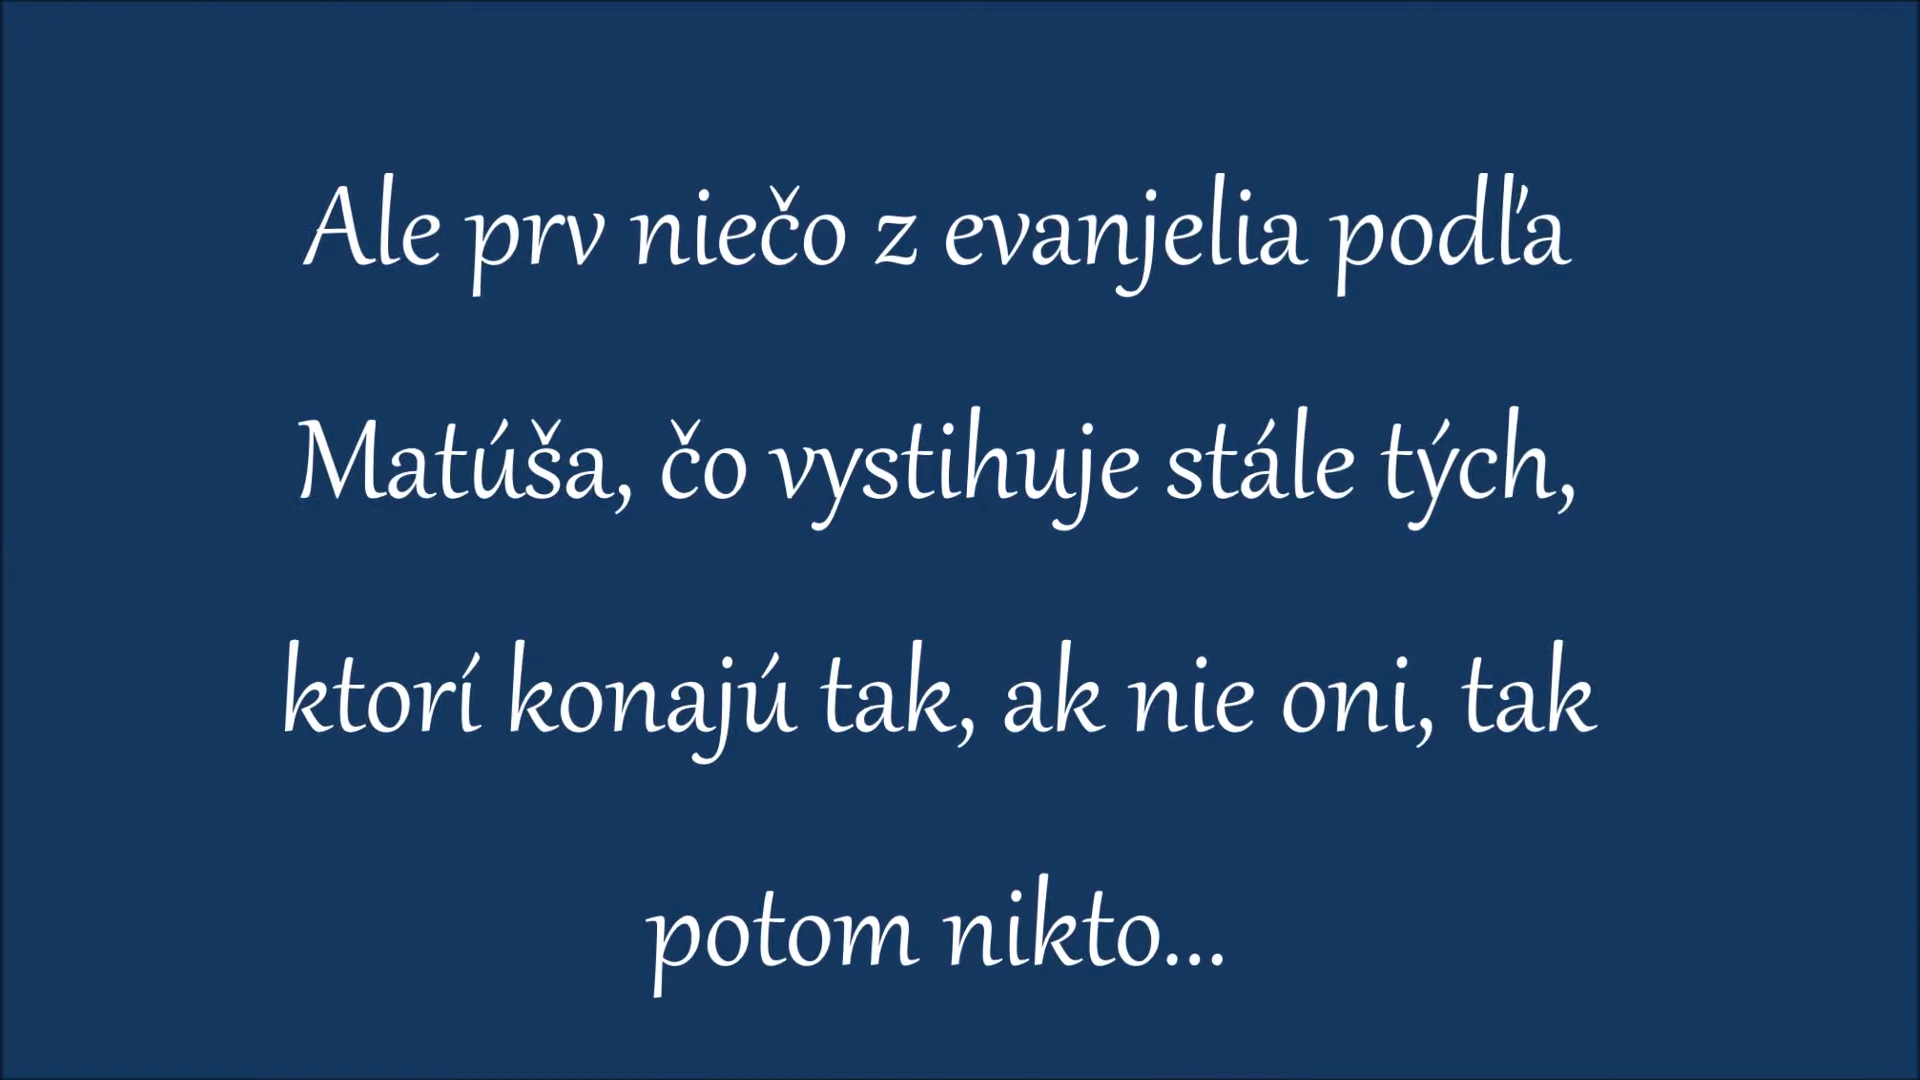 Ale prv niečo z evanjelia podľa
Matúša, čo vystihuje stále tých,
ktorí konajú tak, ak nie oni, tak
potom nikto...